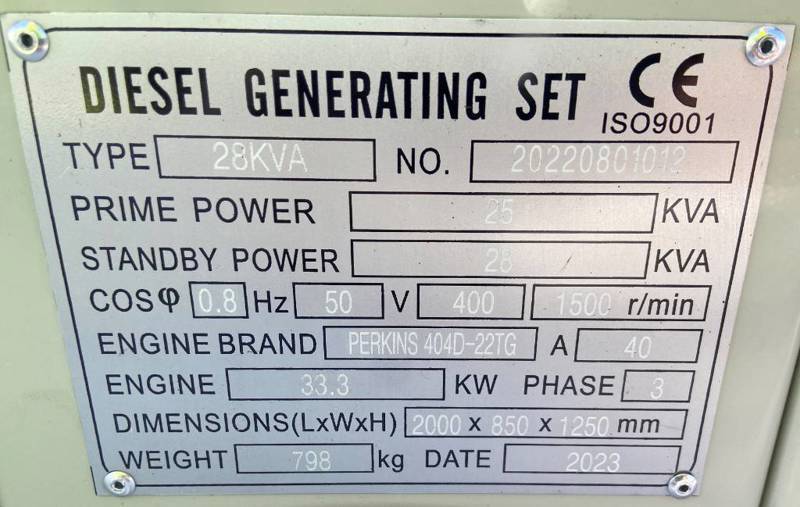 DIESEL GENERATING SET CE
ISO9001
TYPE 28KVA NO. 20220801012
PRIME POWER 25 KVA
STANDBY POWER 28 KVA
COSφ 0.8 Hz 50 V 400 1500 r/min
ENGINE BRAND PERKINS 404D-22TG A 40
ENGINE 33.3 KW PHASE 3
DIMENSIONS(LxWxH) 2000 x 850 x 1250 mm
WEIGHT 798 kg DATE 2023